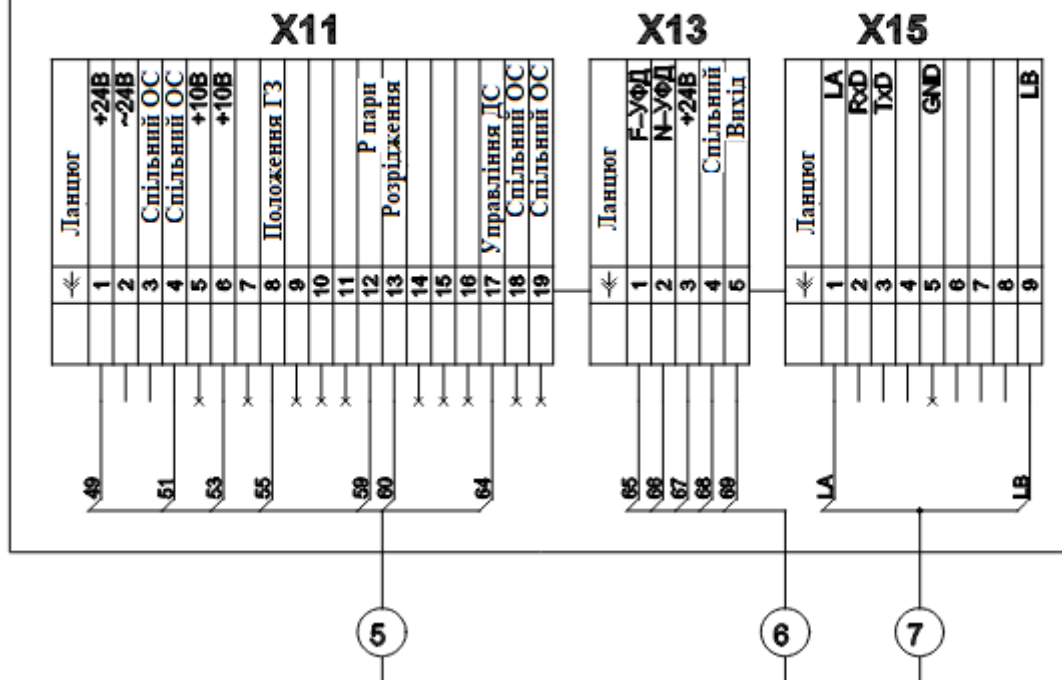 X11
X13
X15
Ланцюг
+24В
~24В
Спільний ОС
Спільний ОС
+10В
+10В
Положення ГЗ
Р пари
Розрідження
Управління ДС
Спільний ОС
Спільний ОС
1
2
3
4
5
6
7
8
9
10
11
12
13
14
15
16
17
18
19
49
51
53
55
59
60
64
Ланцюг
F-УФД
N-УФД
+24В
Спільний
Вихід
1
2
3
4
5
65
66
67
68
69
Ланцюг
LA
RxD
TxD
GND
LB
1
2
3
4
5
6
7
8
9
LA
LB
5
6
7